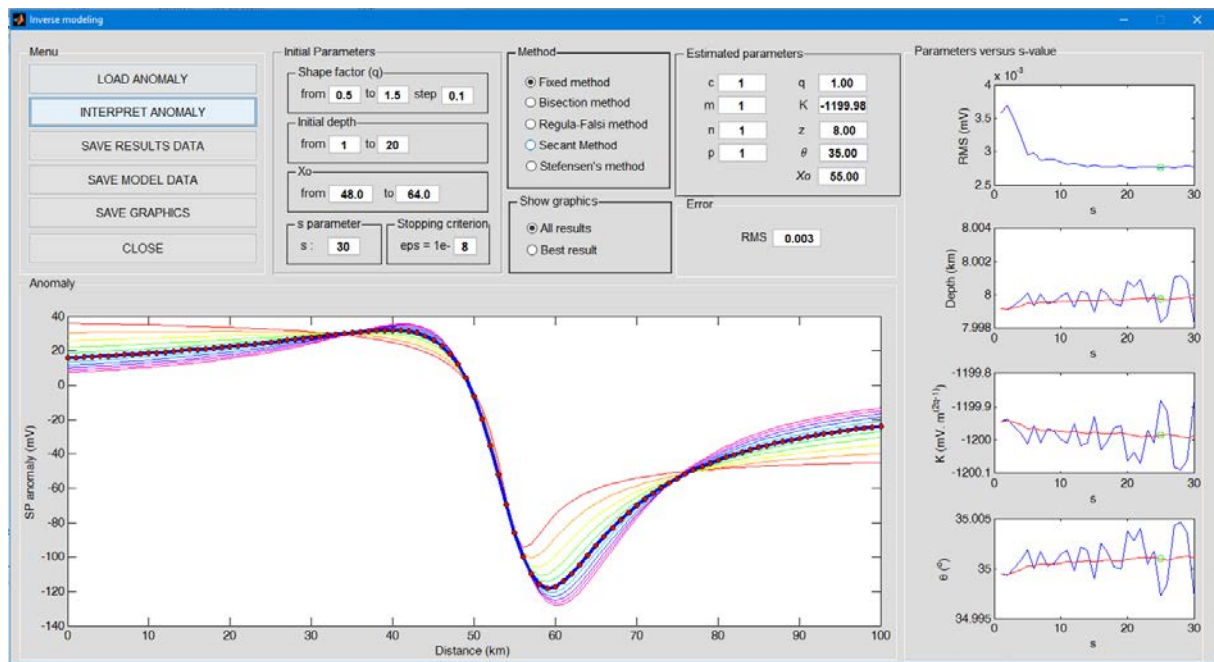 Inverse modeling
Menu
LOAD ANOMALY
INTERPRET ANOMALY
SAVE RESULTS DATA
SAVE MODEL DATA
SAVE GRAPHICS
CLOSE
Initial Parameters
Shape factor (q)
from 0.5 to 1.5 step 0.1
Initial depth
from 1 to 20
Xo
from 48.0 to 64.0
s parameter
s : 30
Stopping criterion
eps = 1e- 8
Method
Fixed method
Bisection method
Regula-Falsi method
Secant Method
Stefensen's method
Show graphics
All results
Best result
Estimated parameters
c 1 q 1.00
m 1 K -1199.98
n 1 z 8.00
p 1 θ 35.00
Xo 55.00
Error
RMS 0.003
Parameters versus s-value
x 10⁻³
4
3.5
3
2.5
RMS (mV)
0 10 20 30
s
8.004
8.002
8
7.998
Depth (km)
0 10 20 30
s
-1199.8
-1199.9
-1200
-1200.1
K (mV. m(2q-1)
0 10 20 30
s
35.005
35
34.995
θ (⁰)
0 10 20 30
s
Anomaly
40
20
0
-20
-40
-60
-80
-100
-120
-140
SP anomaly (mV)
0 10 20 30 40 50 60 70 80 90 100
Distance (km)